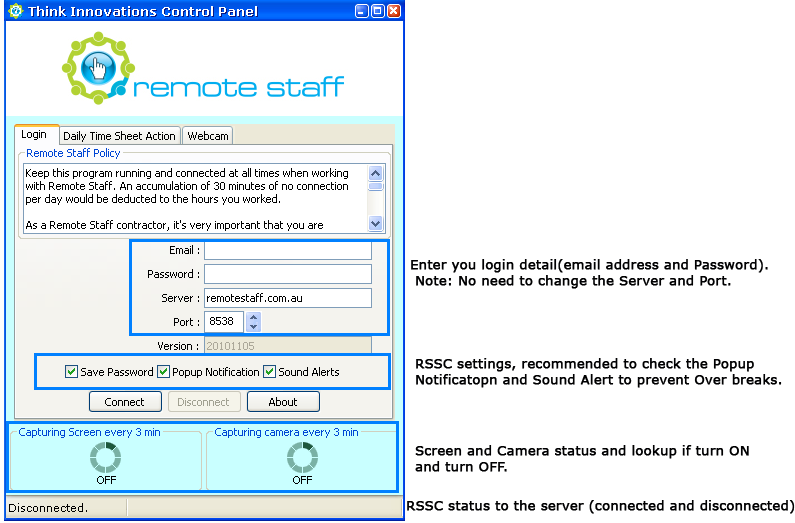 Think Innovations Control Panel
remote staff
Login
Daily Time Sheet Action
Webcam
Remote Staff Policy
Keep this program running and connected at all times when working
with Remote Staff. An accumulation of 30 minutes of no connection
per day would be deducted to the hours you worked.
As a Remote Staff contractor, it's very important that you are
Email :
Password :
Server : remotestaff.com.au
Port : 8538
Version : 20101105
Enter you login detail(email address and Password).
Note: No need to change the Server and Port.
Save Password
Popup Notification
Sound Alerts
RSSC settings, recommended to check the Popup
Notificatopn and Sound Alert to prevent Over breaks.
Connect
Disconnect
About
Capturing Screen every 3 min
OFF
Capturing camera every 3 min
OFF
Screen and Camera status and lookup if turn ON
and turn OFF.
Disconnected.
RSSC status to the server (connected and disconnected)